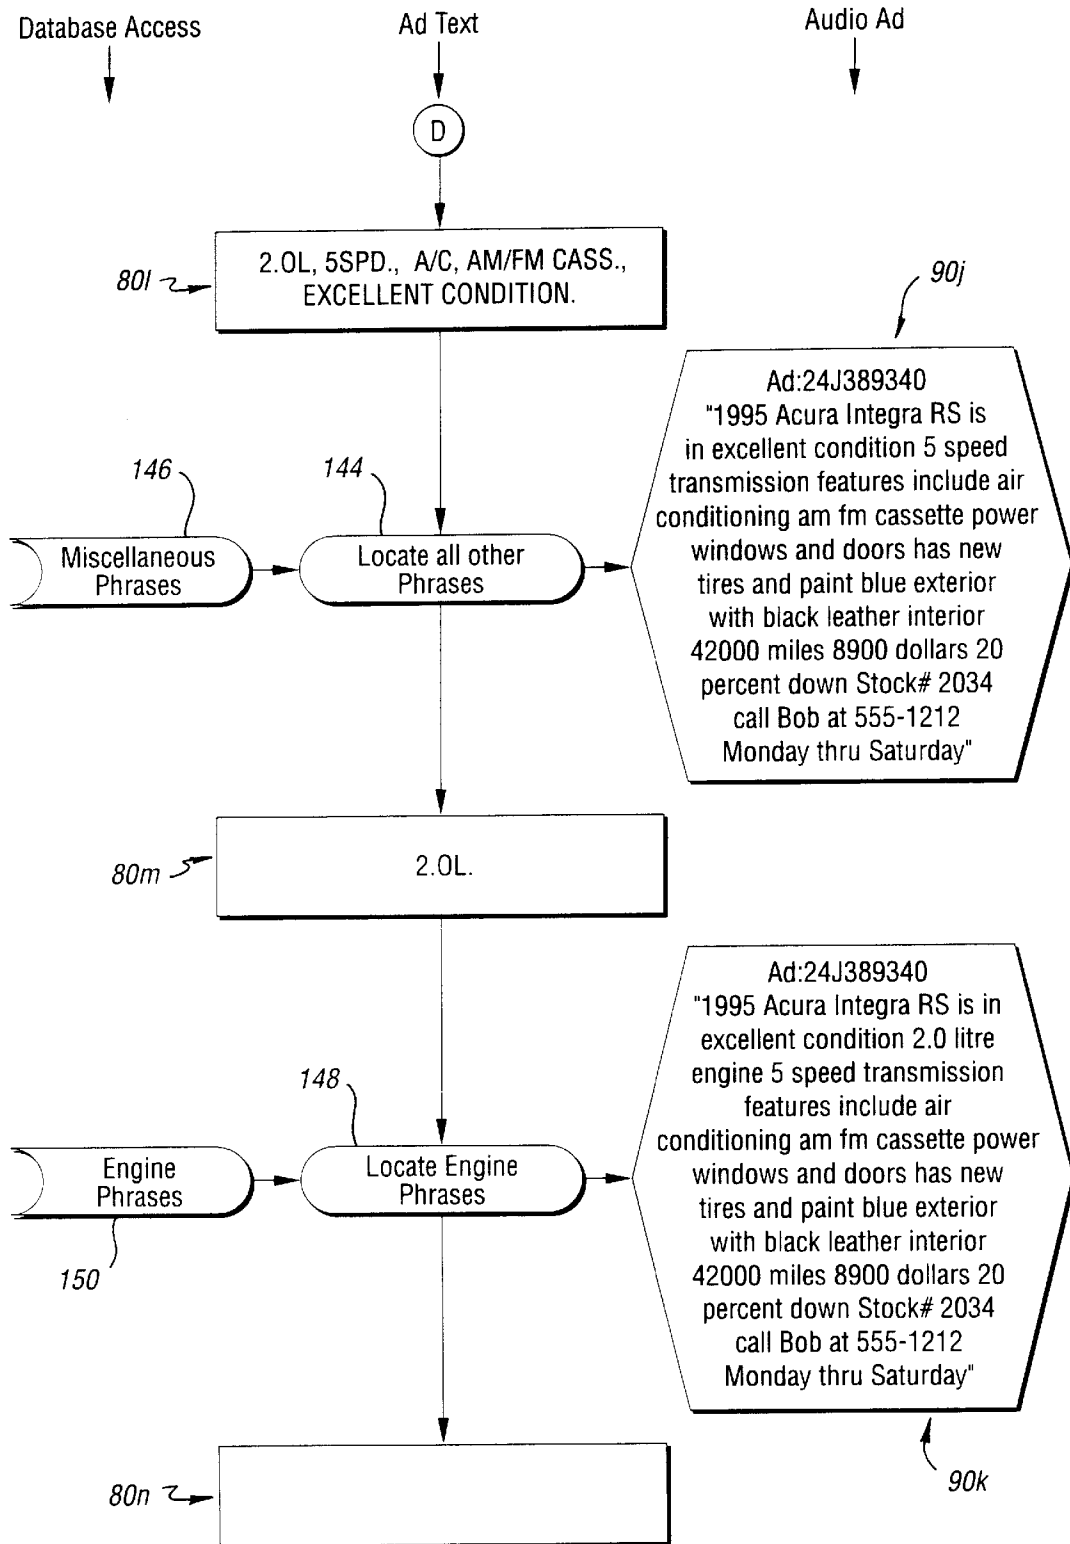 Database Access
Ad Text
Audio Ad
D
80l
2.OL, 5SPD., A/C, AM/FM CASS.,
EXCELLENT CONDITION.
90j
Ad:24J389340
"1995 Acura Integra RS is
in excellent condition 5 speed
transmission features include air
conditioning am fm cassette power
windows and doors has new
tires and paint blue exterior
with black leather interior
42000 miles 8900 dollars 20
percent down Stock# 2034
call Bob at 555-1212
Monday thru Saturday"
146
144
Miscellaneous
Phrases
Locate all other
Phrases
80m
2.OL.
Ad:24J389340
"1995 Acura Integra RS is in
excellent condition 2.0 litre
engine 5 speed transmission
features include air
conditioning am fm cassette power
windows and doors has new
tires and paint blue exterior
with black leather interior
42000 miles 8900 dollars 20
percent down Stock# 2034
call Bob at 555-1212
Monday thru Saturday"
148
Engine
Phrases
Locate Engine
Phrases
150
80n
90k